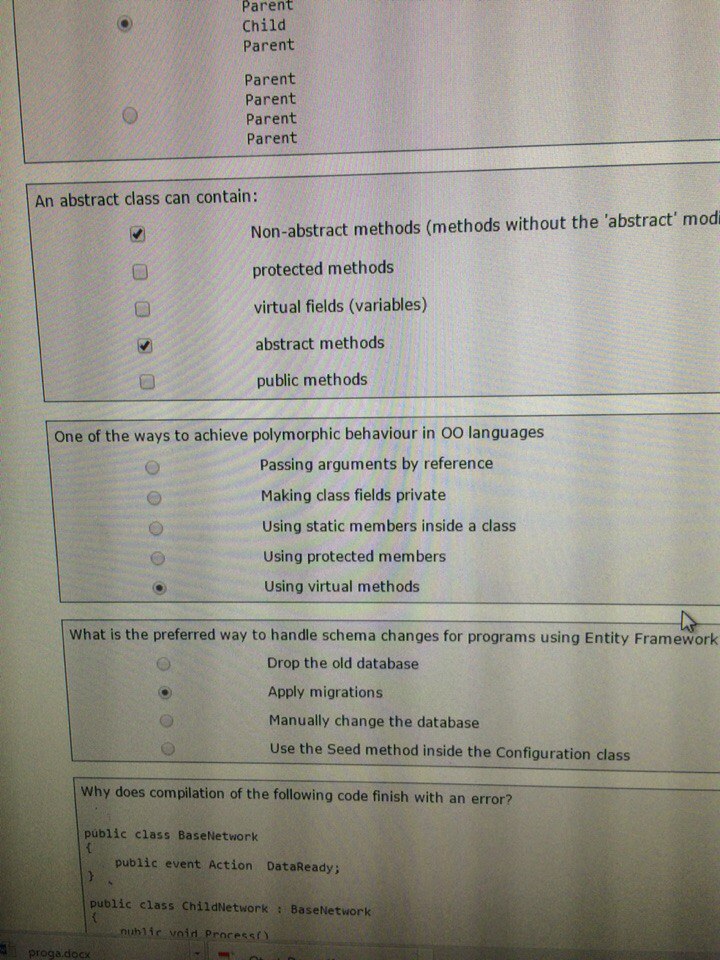 Parent
Child
Parent
Parent
Parent
Parent
Parent
An abstract class can contain:
Non-abstract methods (methods without the 'abstract' modi
protected methods
virtual fields (variables)
abstract methods
public methods
One of the ways to achieve polymorphic behaviour in OO languages
Passing arguments by reference
Making class fields private
Using static members inside a class
Using protected members
Using virtual methods
What is the preferred way to handle schema changes for programs using Entity Framework
Drop the old database
Apply migrations
Manually change the database
Use the Seed method inside the Configuration class
Why does compilation of the following code finish with an error?
public class BaseNetwork
{
public event Action DataReady;
}
public class ChildNetwork : BaseNetwork
{
public void Process()
proga.docx